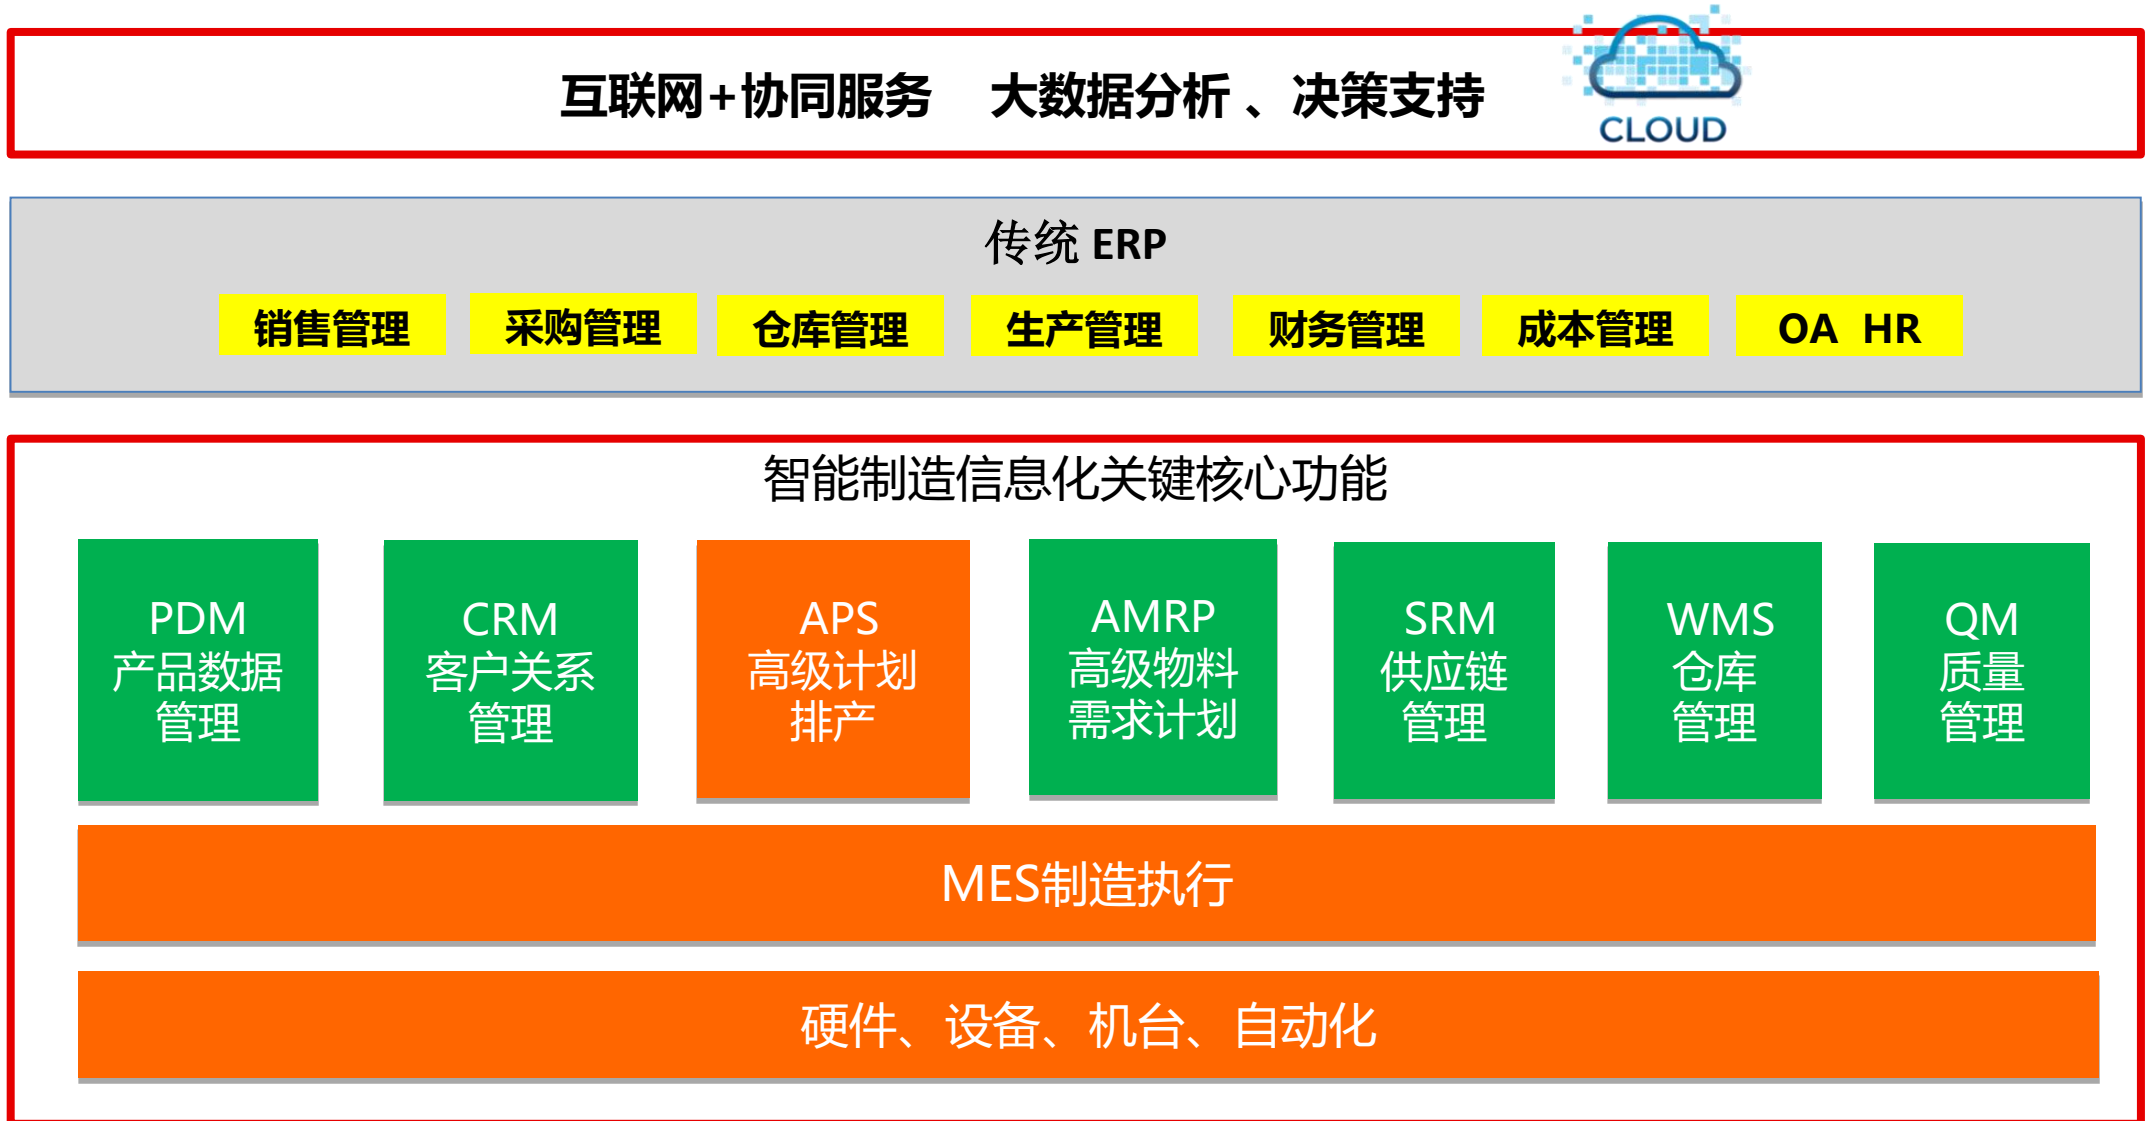 互联网+协同服务 大数据分析 、决策支持
CLOUD
传统 ERP
销售管理 采购管理 仓库管理 生产管理 财务管理 成本管理 OA HR
智能制造信息化关键核心功能
PDM
产品数据
管理
CRM
客户关系
管理
APS
高级计划
排产
AMRP
高级物料
需求计划
SRM
供应链
管理
WMS
仓库
管理
QM
质量
管理
MES制造执行
硬件、设备、机台、自动化